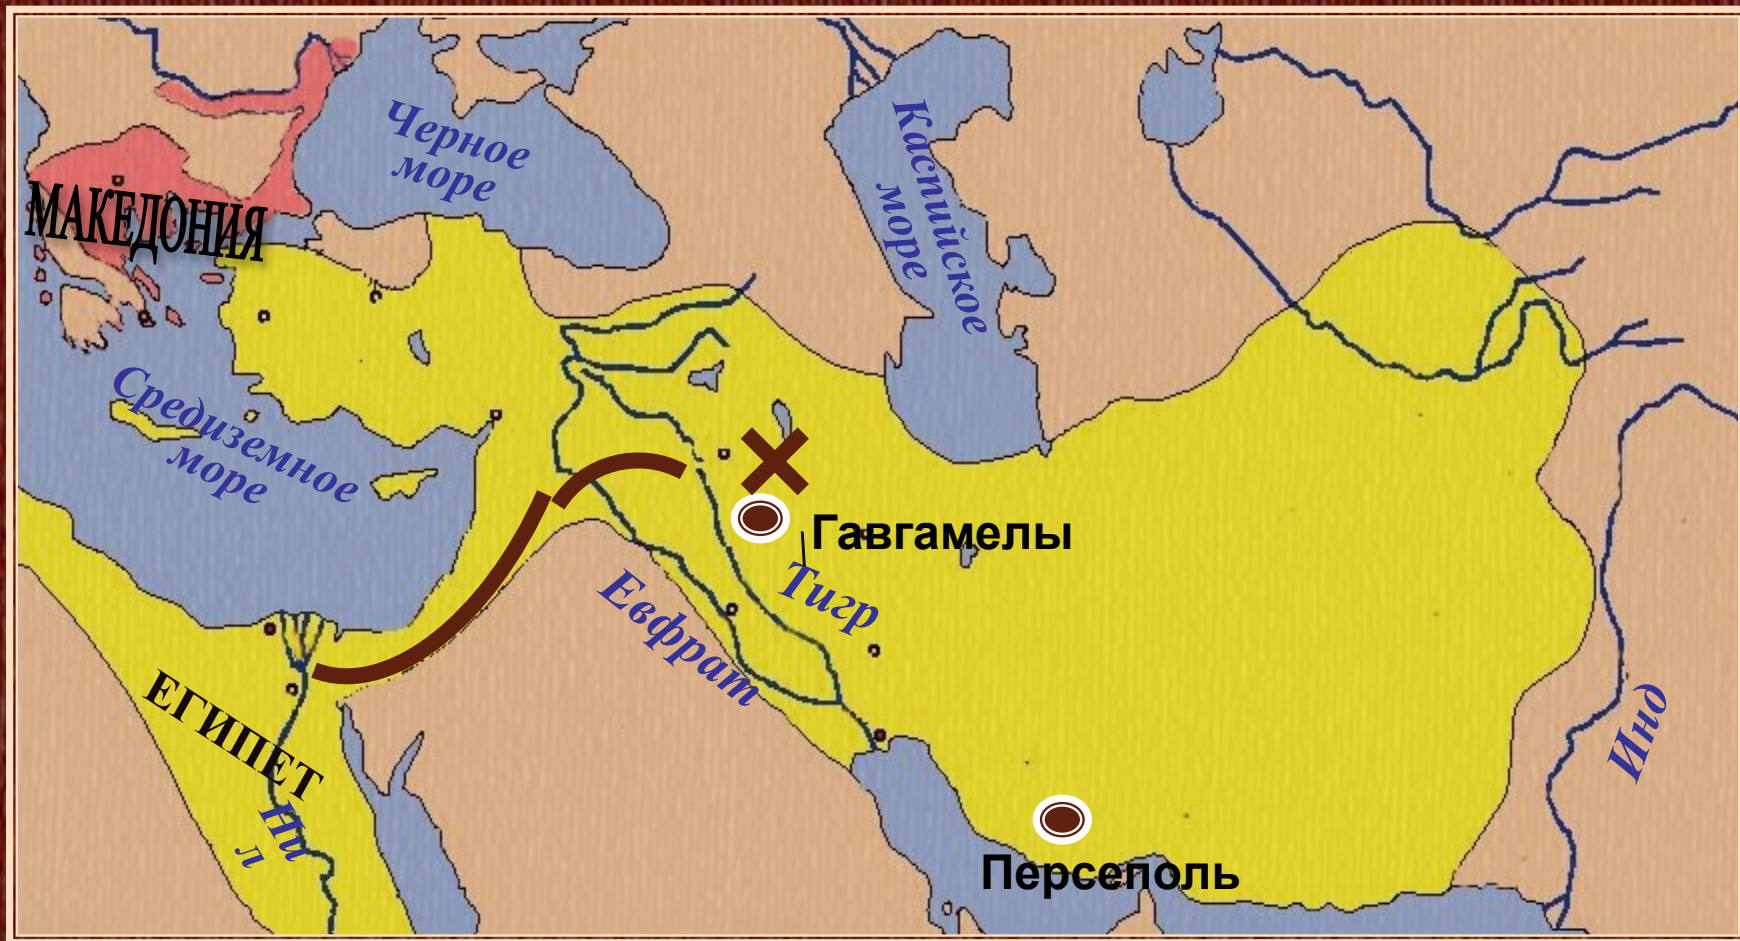 Черное
море
Каспийское
море
МАКЕДОНИЯ
Средиземное
море
Гавгамелы
Тигр
Евфрат
ЕГИПЕТ
Ни
л
Инд
Персеполь